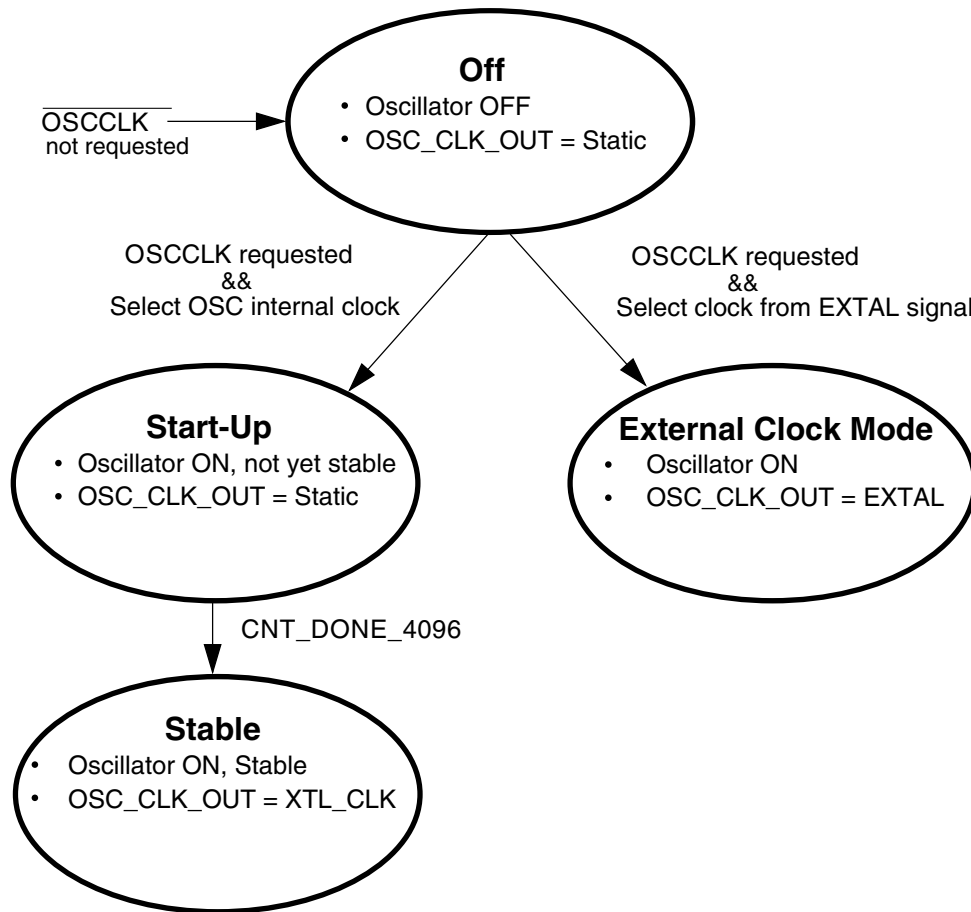 Off
• Oscillator OFF
• OSC_CLK_OUT = Static
OSCCLK
not requested
OSCCLK requested
&&
Select OSC internal clock
OSCCLK requested
&&
Select clock from EXTAL signal
Start-Up
• Oscillator ON, not yet stable
• OSC_CLK_OUT = Static
External Clock Mode
• Oscillator ON
• OSC_CLK_OUT = EXTAL
CNT_DONE_4096
Stable
• Oscillator ON, Stable
• OSC_CLK_OUT = XTL_CLK